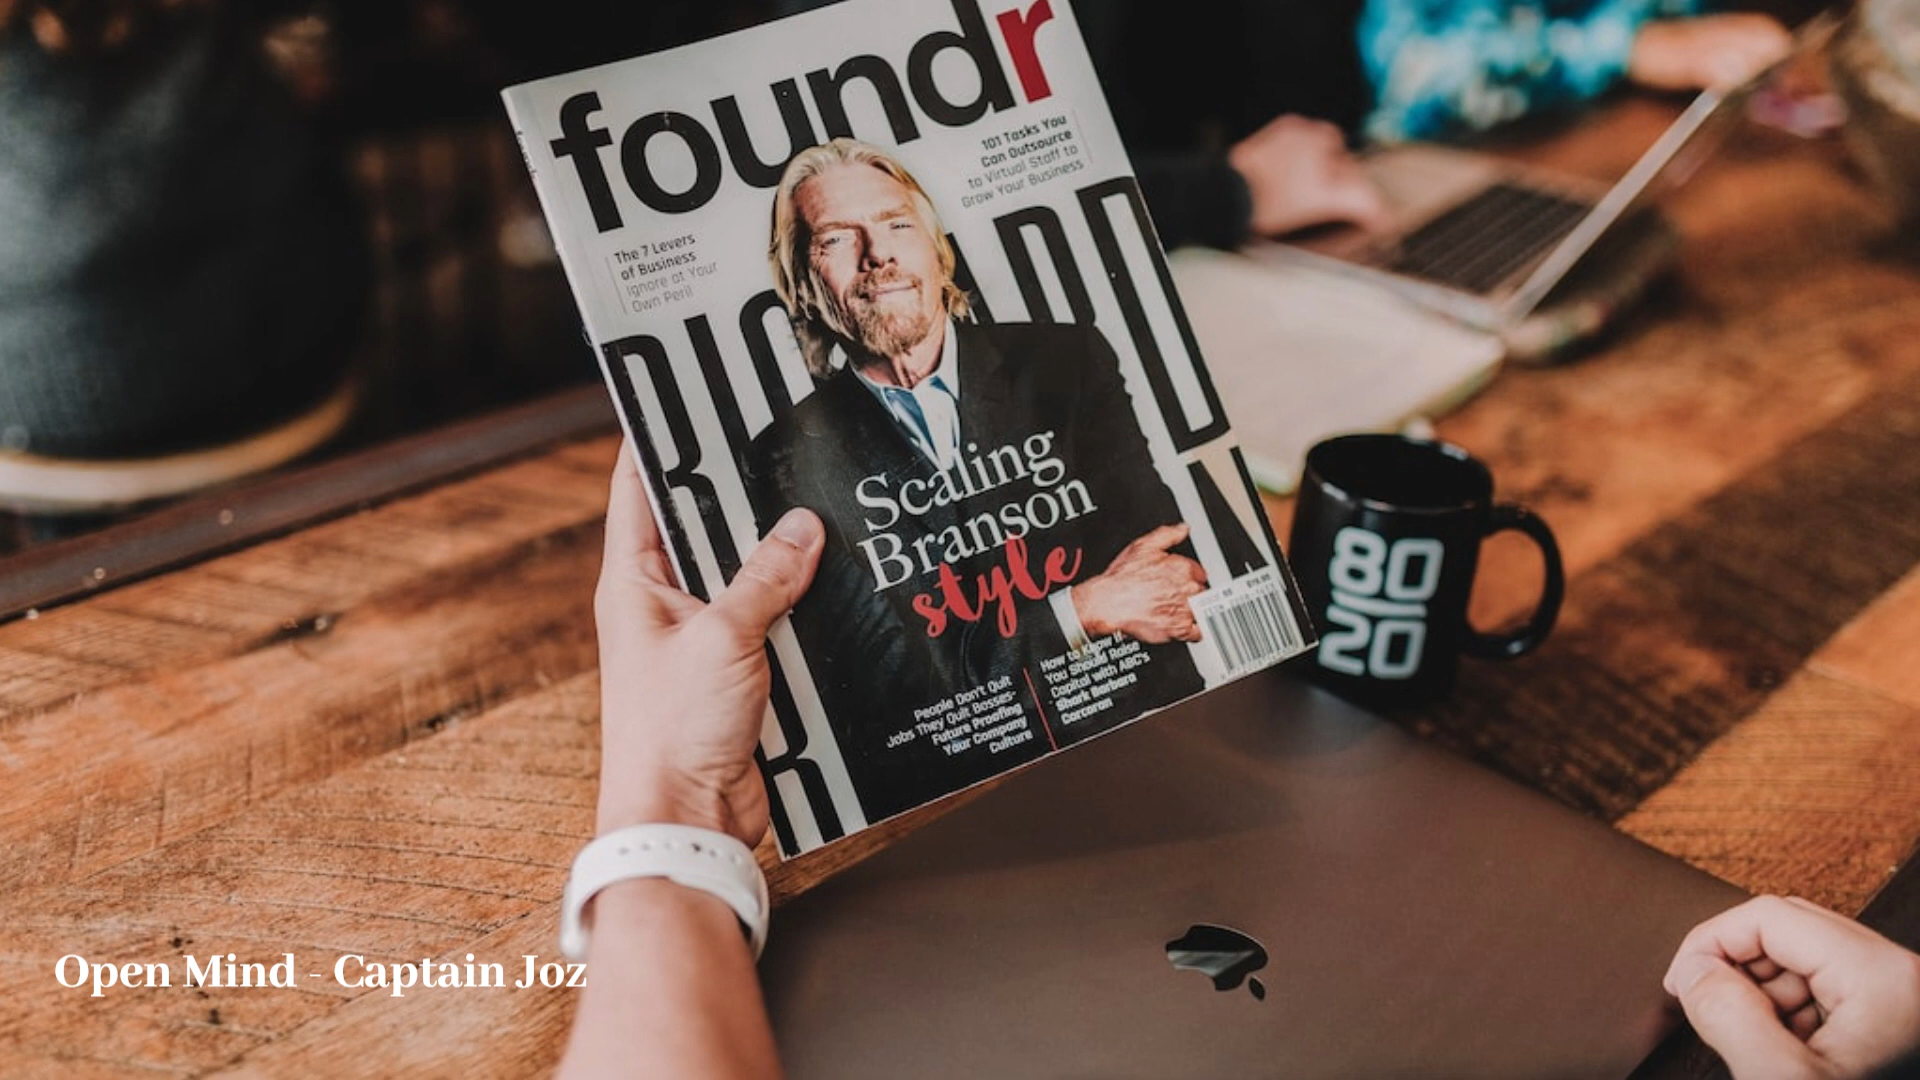 foundr
101 Tasks You
Can Outsource
to Virtual Staff to
Grow Your Business
The 7 Levers
of Business
Ignore at Your
Own Peril
Scaling
Branson
style
People Don't Quit
Jobs They Quit Bosses-
Future Proofing
Your Company
Culture
How to Know If
You Should Raise
Capital with ABC's
Shark Barbara
Corcoran
80
20
Open Mind - Captain Joz